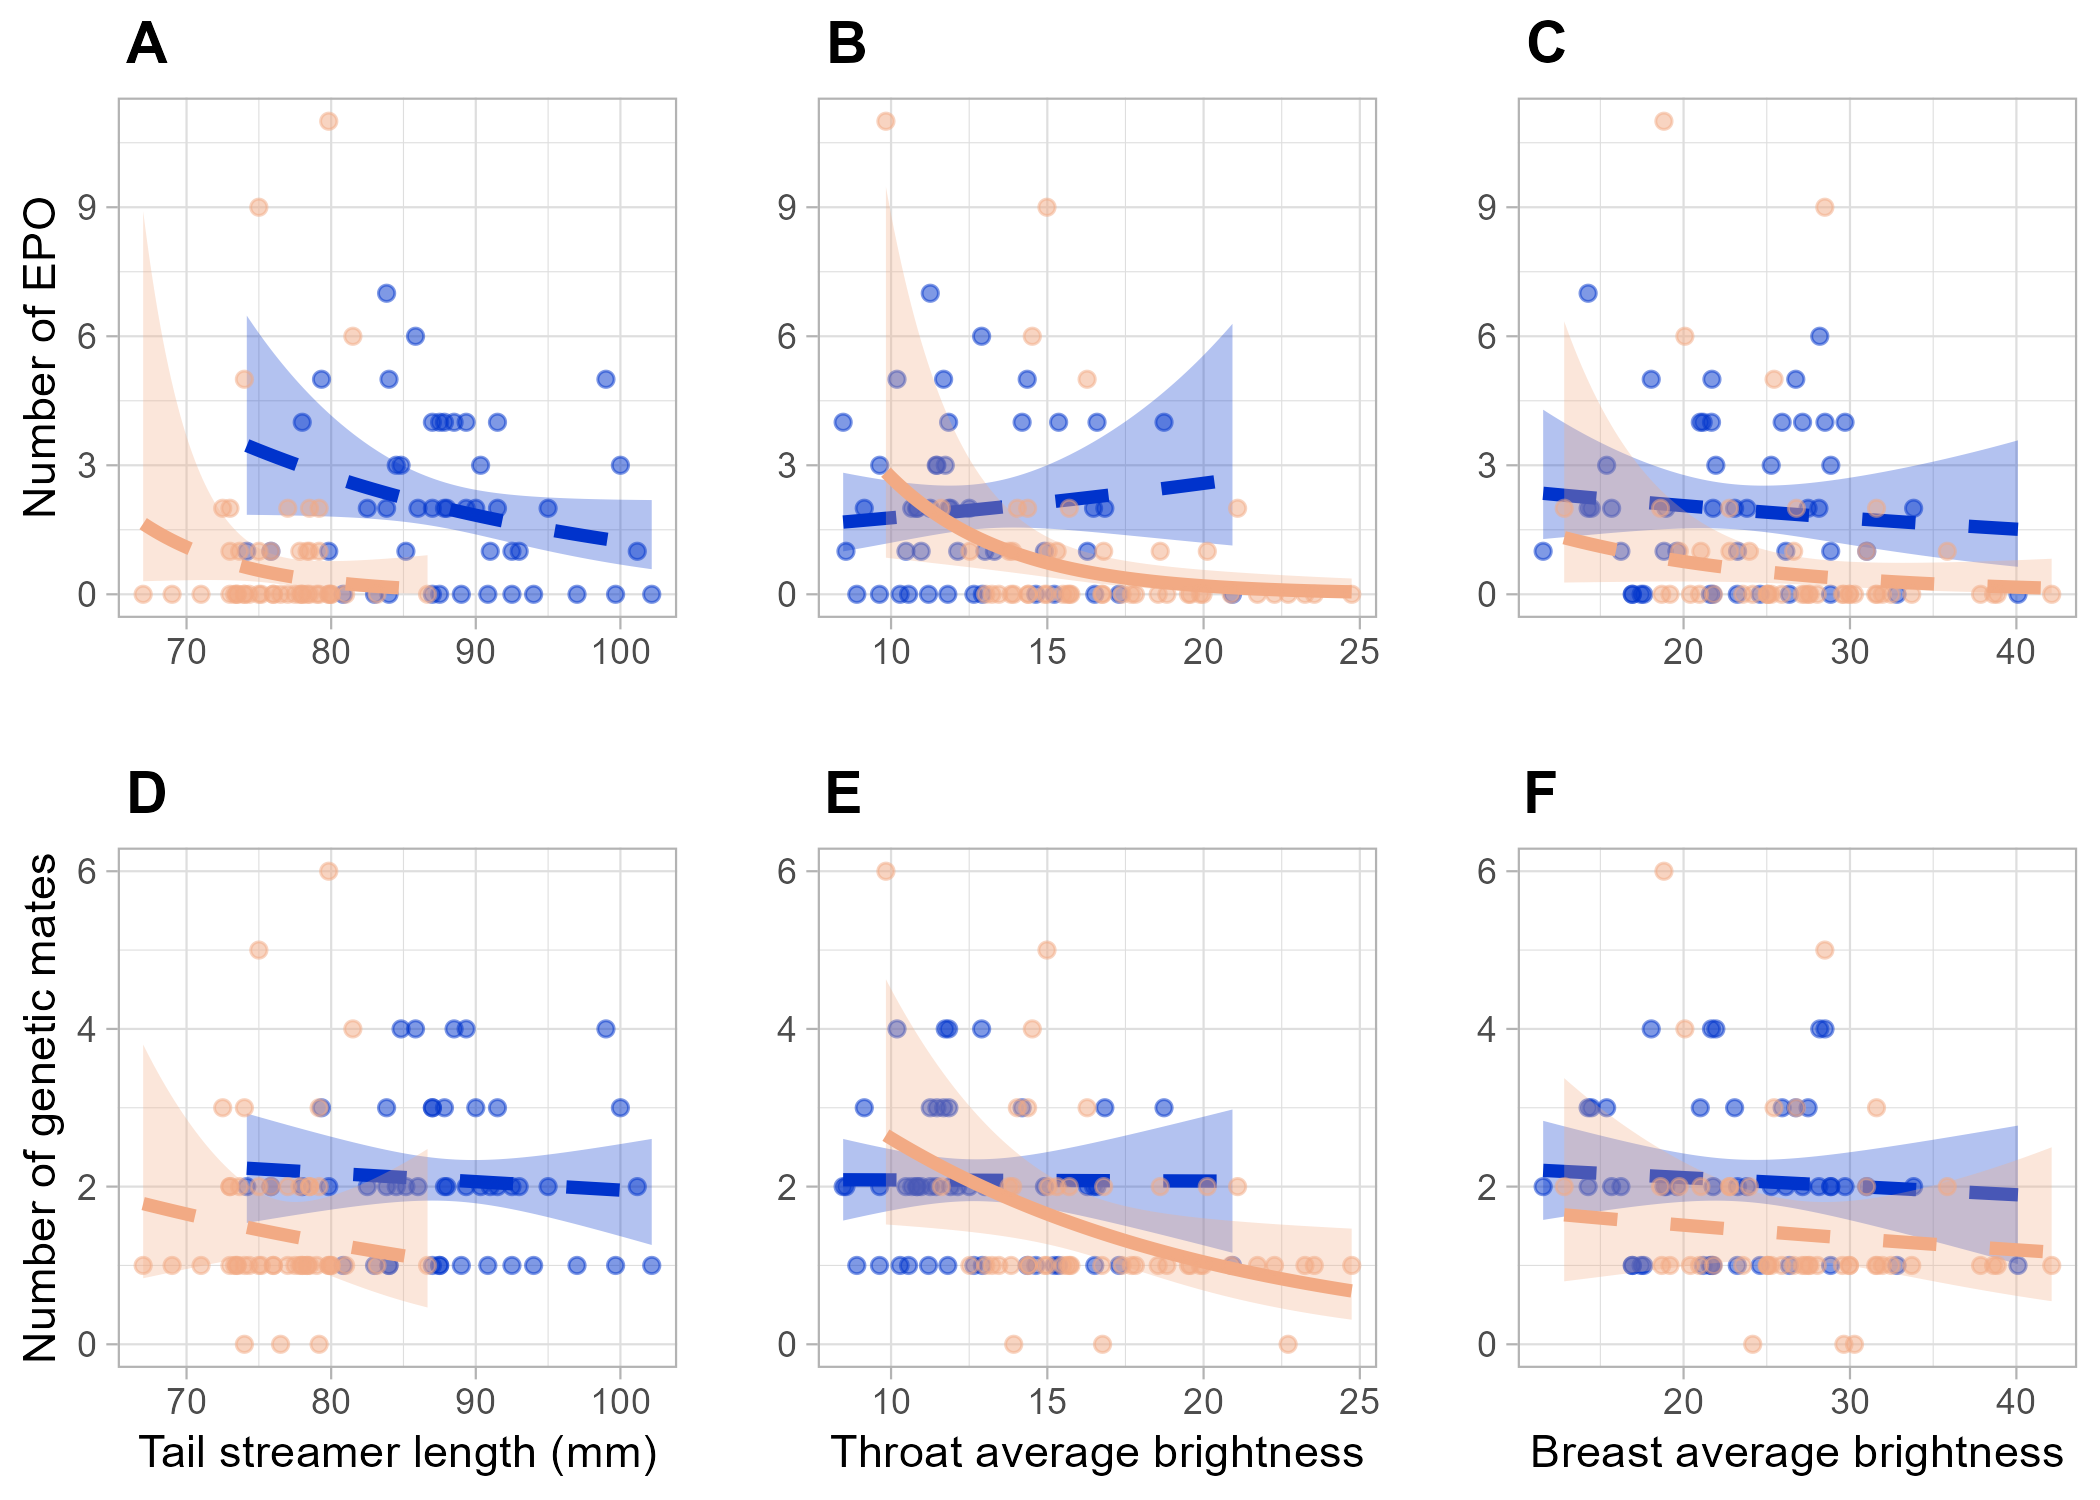 A B C
Number of EPO
9 9 9
6 6 6
3 3 3
0 0 0
70 80 90 100 10 15 20 25 20 30 40
D E F
Number of genetic mates
6 6 6
4 4 4
2 2 2
0 0 0
70 80 90 100 10 15 20 25 20 30 40
Tail streamer length (mm) Throat average brightness Breast average brightness